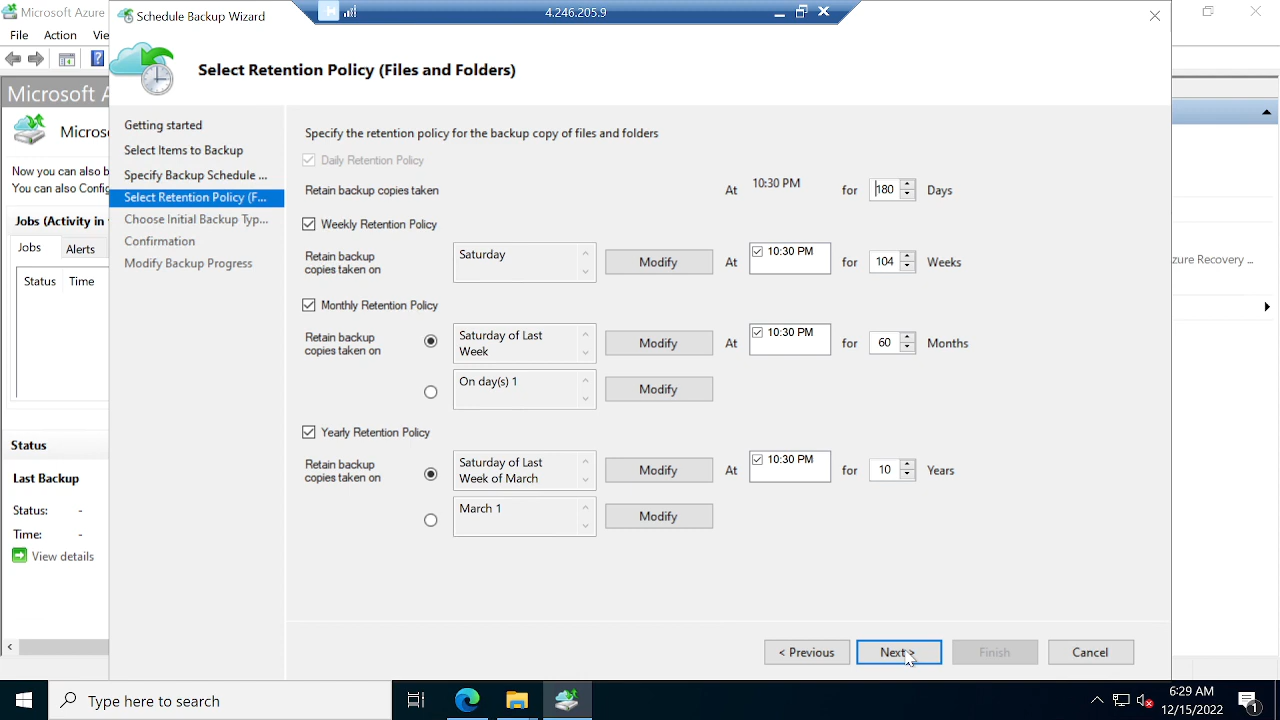 Microsoft Azure
Schedule Backup Wizard
H
4.246.205.9
File Action Vie
Select Retention Policy (Files and Folders)
Microsoft A
Micros
Now you can b
You can also Config
Jobs (Activity in
Jobs Alerts
Status Time
Status
Last Backup
Status: -
Time: -
View details
Getting started
Select Items to Backup
Specify Backup Schedule ...
Select Retention Policy (F...
Choose Initial Backup Typ...
Confirmation
Modify Backup Progress
Specify the retention policy for the backup copy of files and folders
Daily Retention Policy
Retain backup copies taken At 10:30 PM for 180 Days
Weekly Retention Policy
Retain backup
copies taken on
Saturday Modify At 10:30 PM for 104 Weeks
Monthly Retention Policy
Retain backup
copies taken on
Saturday of Last
Week
Modify At 10:30 PM for 60 Months
On day(s) 1 Modify
Yearly Retention Policy
Retain backup
copies taken on
Saturday of Last
Week of March
Modify At 10:30 PM for 10 Years
March 1 Modify
zure Recovery ...
< Previous Next > Finish Cancel
Type here to search
6:29 AM
12/15/2022
1